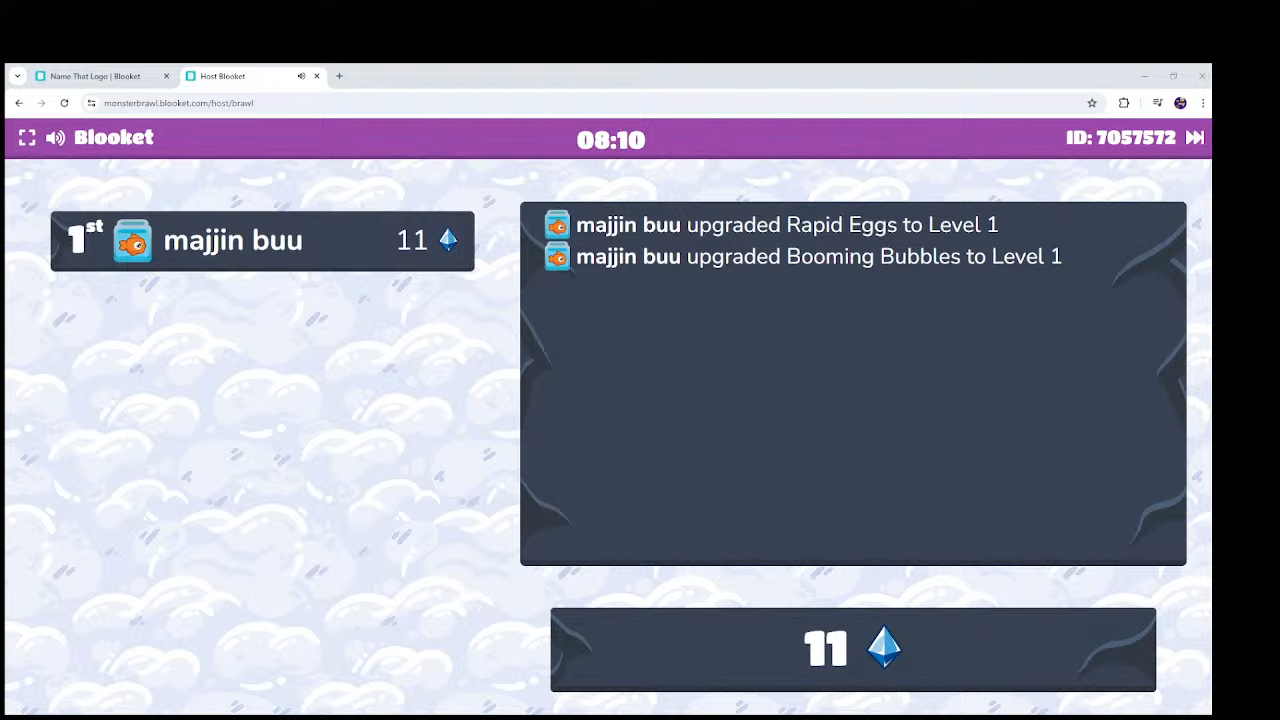 Name That Logo | Blooket
Host Blooket
monsterbrawl.blooket.com/host/brawl
Blooket
08:10
ID: 7057572
1st majjin buu 11
majjin buu upgraded Rapid Eggs to Level 1
majjin buu upgraded Booming Bubbles to Level 1
11